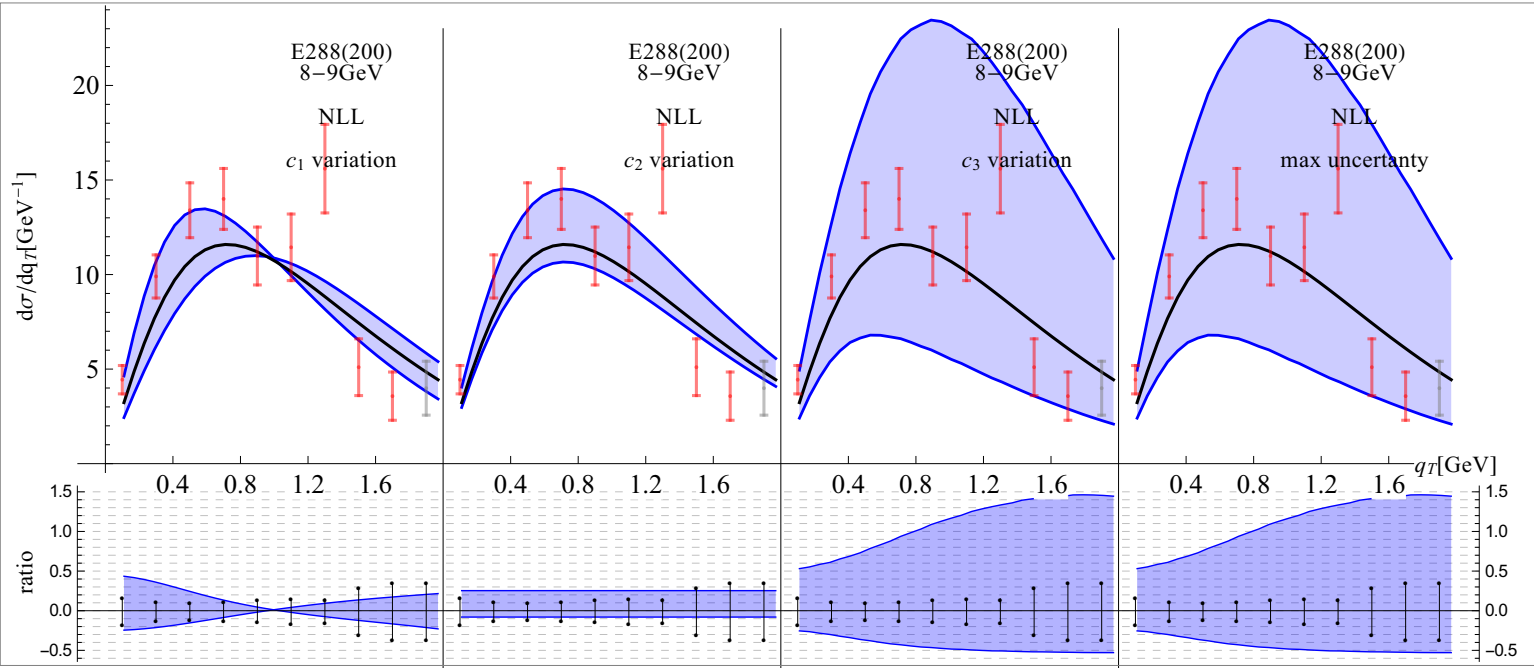 E288(200)
8−9GeV
NLL
c1 variation
E288(200)
8−9GeV
NLL
c2 variation
E288(200)
8−9GeV
NLL
c3 variation
E288(200)
8−9GeV
NLL
max uncertanty
dσ/dqT[GeV−1]
20
15
10
5
qT[GeV]
0.4 0.8 1.2 1.6
0.4 0.8 1.2 1.6
0.4 0.8 1.2 1.6
0.4 0.8 1.2 1.6
ratio
1.5
1.0
0.5
0.0
−0.5
1.5
1.0
0.5
0.0
−0.5